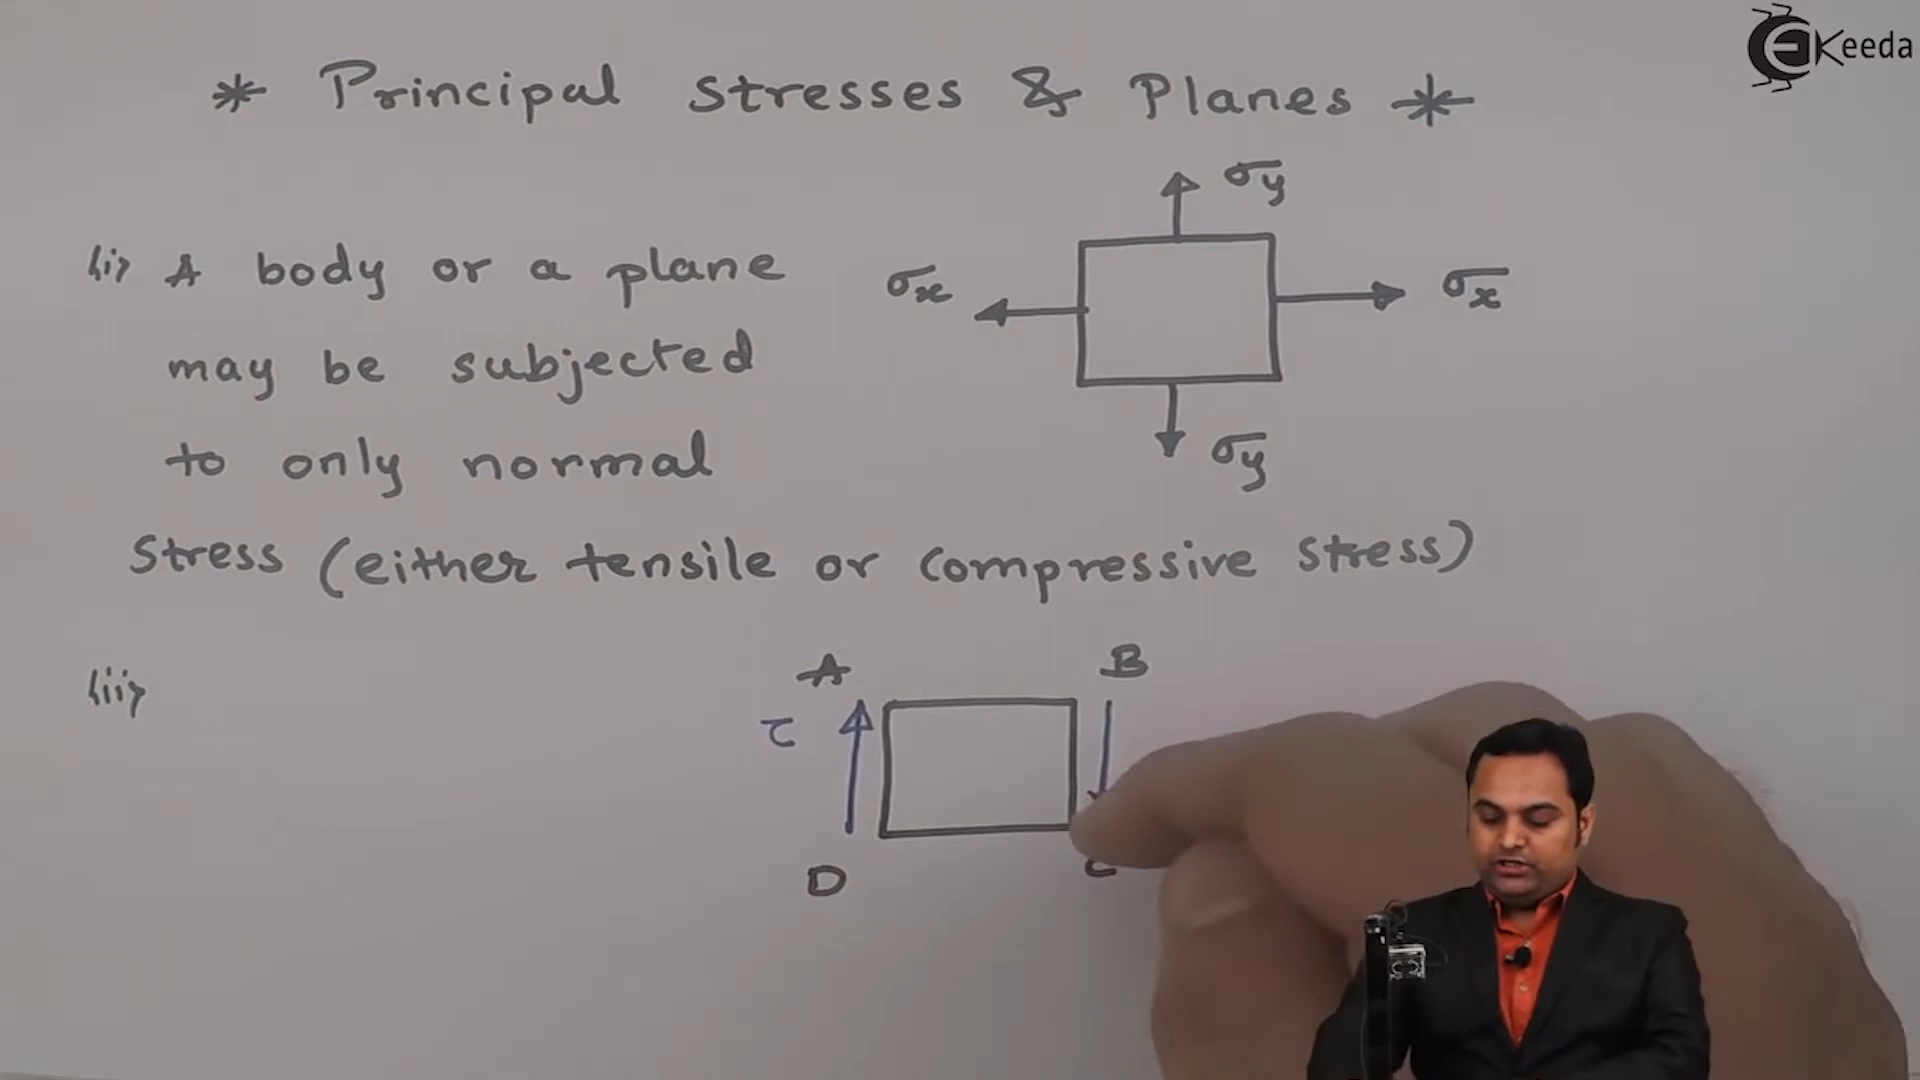 Ekeeda
* Principal Stresses & Planes *
σy
(ii) A body or a plane
σx
σx
may be subjected
σy
to only normal
Stress (either tensile or compressive stress)
(iii)
A
B
τ
D
C